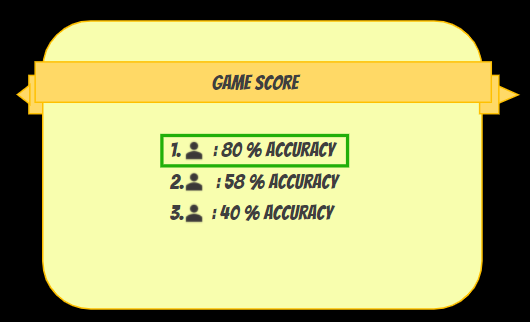 GAME SCORE
1. : 80 % ACCURACY
2. : 58 % ACCURACY
3. : 40 % ACCURACY